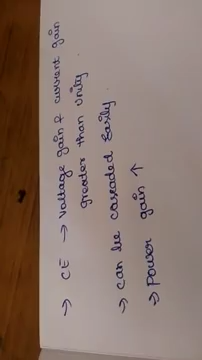 → CE → Voltage gain & current gain
greater than Unity
→ can be cascaded Easily
→ Power gain ↑